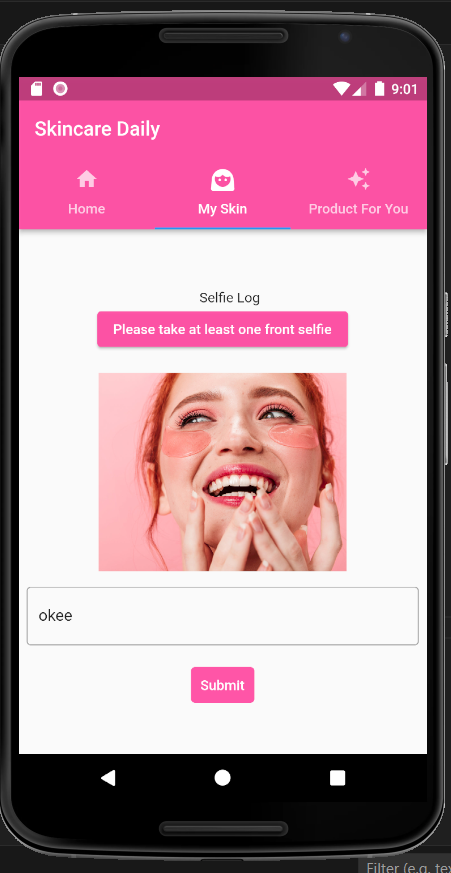 9:01
Skincare Daily
Home
My Skin
Product For You
Selfie Log
Please take at least one front selfie
okee
Submit
Filter (e.g. tex